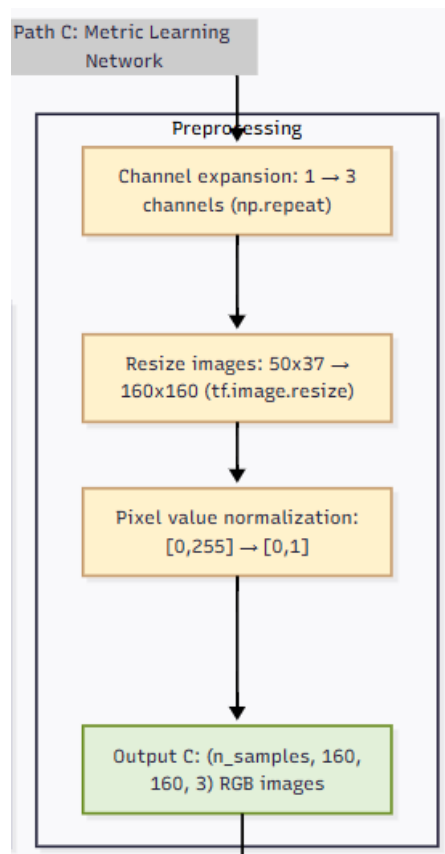 Path C: Metric Learning
Network
Preprocessing
Channel expansion: 1 → 3
channels (np.repeat)
Resize images: 50x37 →
160x160 (tf.image.resize)
Pixel value normalization:
[0,255] → [0,1]
Output C: (n_samples, 160,
160, 3) RGB images